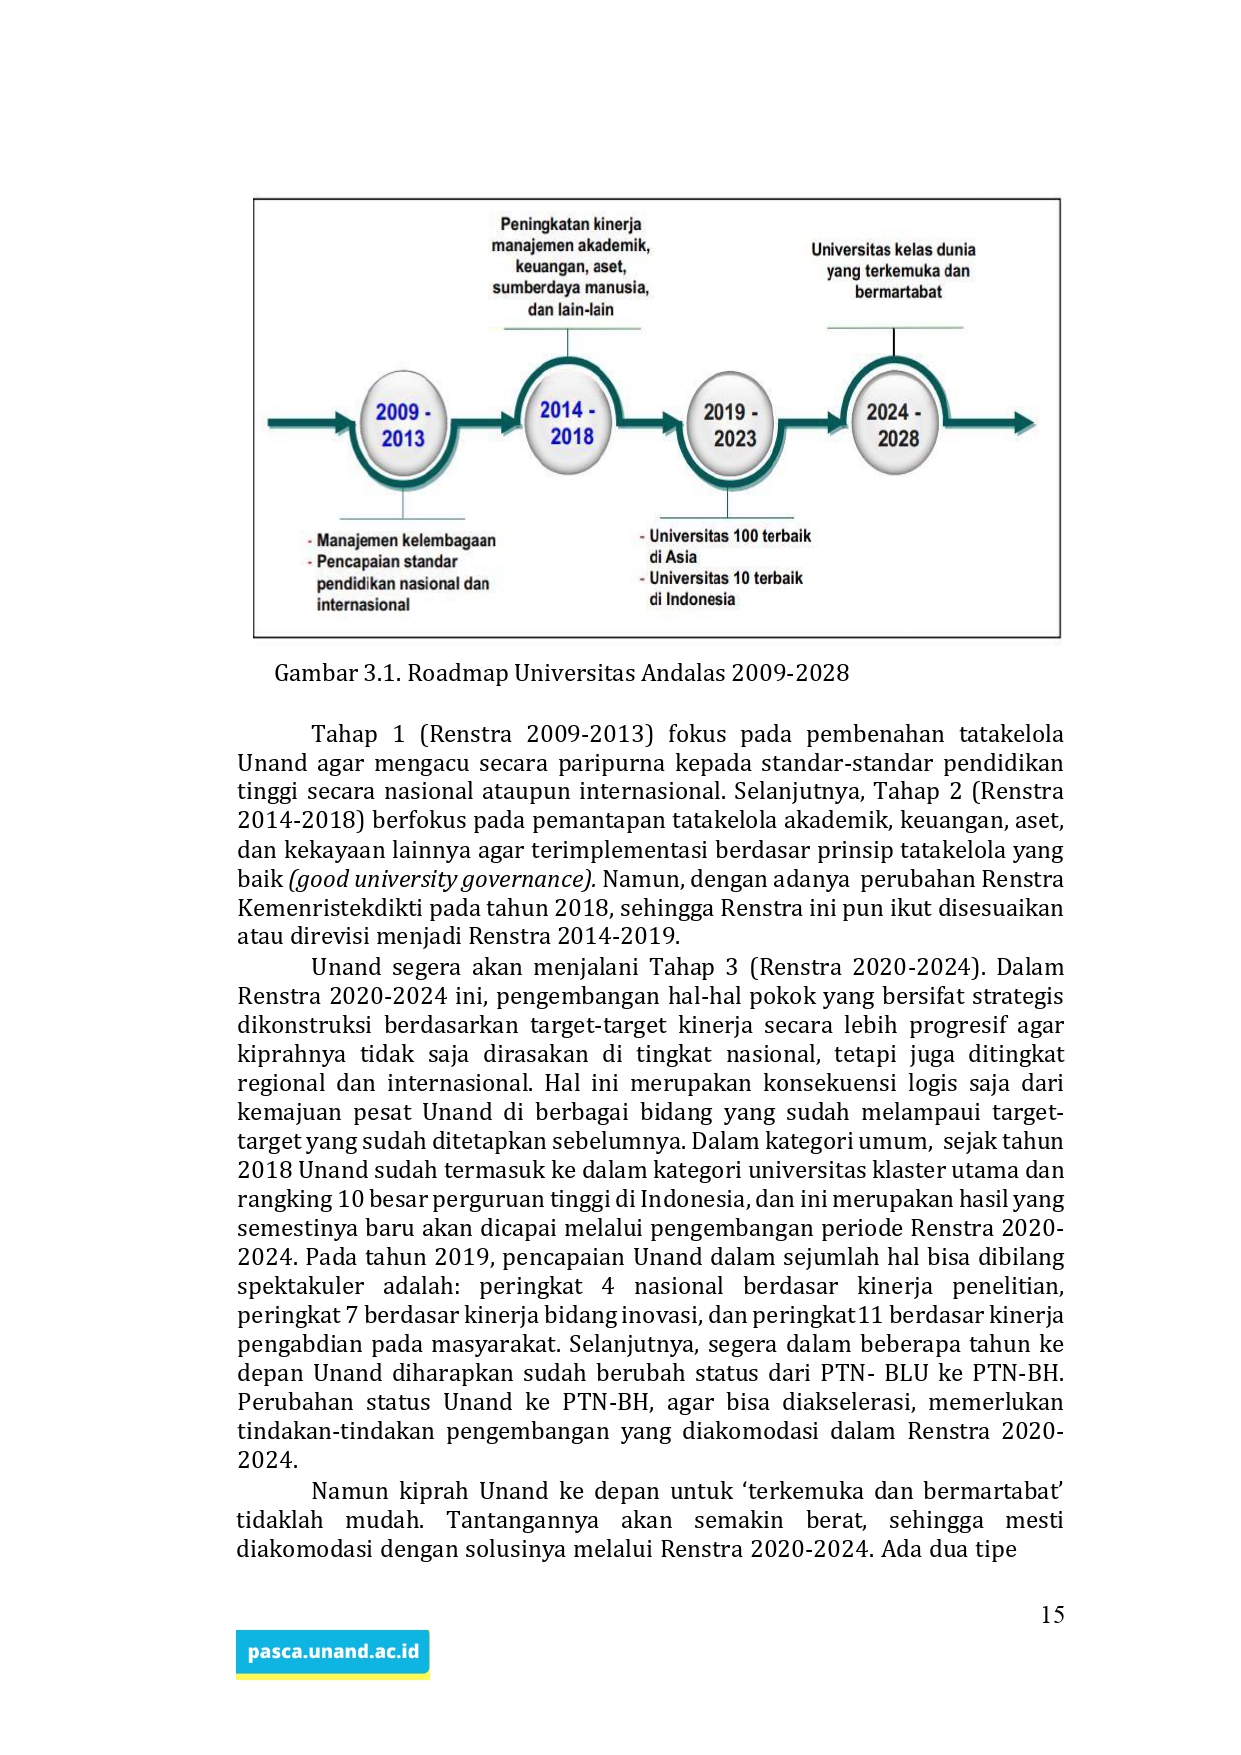 Peningkatan kinerja
manajemen akademik,
keuangan, aset,
sumberdaya manusia,
dan lain-lain
Universitas kelas dunia
yang terkemuka dan
bermartabat
2009 -
2013
2014 -
2018
2019 -
2023
2024 -
2028
- Manajemen kelembagaan
- Pencapaian standar
pendidikan nasional dan
internasional
- Universitas 100 terbaik
di Asia
- Universitas 10 terbaik
di Indonesia
Gambar 3.1. Roadmap Universitas Andalas 2009-2028
Tahap 1 (Renstra 2009-2013) fokus pada pembenahan tatakelola
Unand agar mengacu secara paripurna kepada standar-standar pendidikan
tinggi secara nasional ataupun internasional. Selanjutnya, Tahap 2 (Renstra
2014-2018) berfokus pada pemantapan tatakelola akademik, keuangan, aset,
dan kekayaan lainnya agar terimplementasi berdasar prinsip tatakelola yang
baik (good university governance). Namun, dengan adanya perubahan Renstra
Kemenristekdikti pada tahun 2018, sehingga Renstra ini pun ikut disesuaikan
atau direvisi menjadi Renstra 2014-2019.
Unand segera akan menjalani Tahap 3 (Renstra 2020-2024). Dalam
Renstra 2020-2024 ini, pengembangan hal-hal pokok yang bersifat strategis
dikonstruksi berdasarkan target-target kinerja secara lebih progresif agar
kiprahnya tidak saja dirasakan di tingkat nasional, tetapi juga ditingkat
regional dan internasional. Hal ini merupakan konsekuensi logis saja dari
kemajuan pesat Unand di berbagai bidang yang sudah melampaui target-
target yang sudah ditetapkan sebelumnya. Dalam kategori umum, sejak tahun
2018 Unand sudah termasuk ke dalam kategori universitas klaster utama dan
rangking 10 besar perguruan tinggi di Indonesia, dan ini merupakan hasil yang
semestinya baru akan dicapai melalui pengembangan periode Renstra 2020-
2024. Pada tahun 2019, pencapaian Unand dalam sejumlah hal bisa dibilang
spektakuler adalah: peringkat 4 nasional berdasar kinerja penelitian,
peringkat 7 berdasar kinerja bidang inovasi, dan peringkat 11 berdasar kinerja
pengabdian pada masyarakat. Selanjutnya, segera dalam beberapa tahun ke
depan Unand diharapkan sudah berubah status dari PTN- BLU ke PTN-BH.
Perubahan status Unand ke PTN-BH, agar bisa diakselerasi, memerlukan
tindakan-tindakan pengembangan yang diakomodasi dalam Renstra 2020-
2024.
Namun kiprah Unand ke depan untuk ‘terkemuka dan bermartabat’
tidaklah mudah. Tantangannya akan semakin berat, sehingga mesti
diakomodasi dengan solusinya melalui Renstra 2020-2024. Ada dua tipe
15
pasca.unand.ac.id